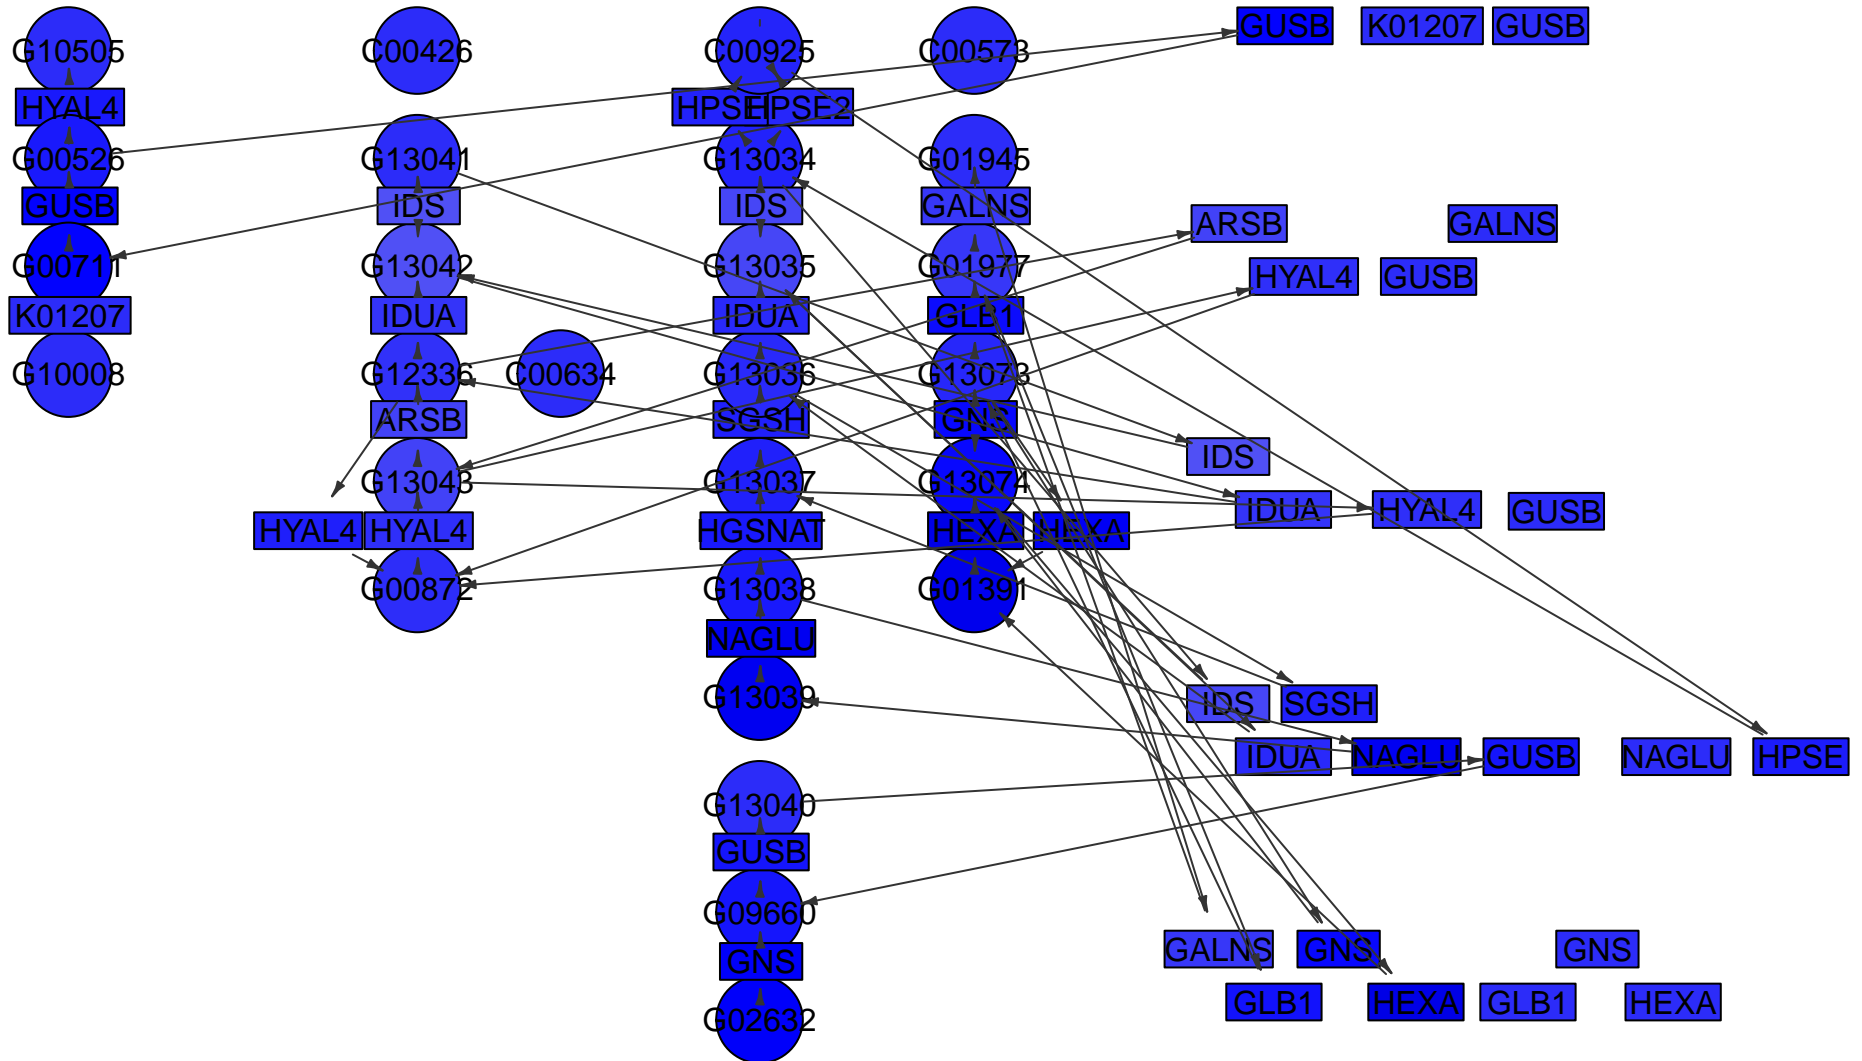 G10505
C00426
C00925
C00573
GUSB
K01207
GUSB
HYAL4
HPSE
HPSE2
G00526
G13041
G13034
G01945
GUSB
IDS
IDS
GALNS
ARSB
GALNS
G00711
G13042
G13035
G01977
HYAL4
GUSB
K01207
IDUA
IDUA
GLB1
G10008
G12336
C00634
G13036
G13073
ARSB
SGSH
GNS
IDS
G13043
G13037
G13074
IDUA
HYAL4
GUSB
HYAL4
HYAL4
HGSNAT
HEXA
HEXA
G00872
G13038
G01391
NAGLU
G13039
IDS
SGSH
IDUA
NAGLU
GUSB
NAGLU
HPSE
G13040
GUSB
G09660
GALNS
GNS
GNS
GNS
GLB1
HEXA
GLB1
HEXA
G02632